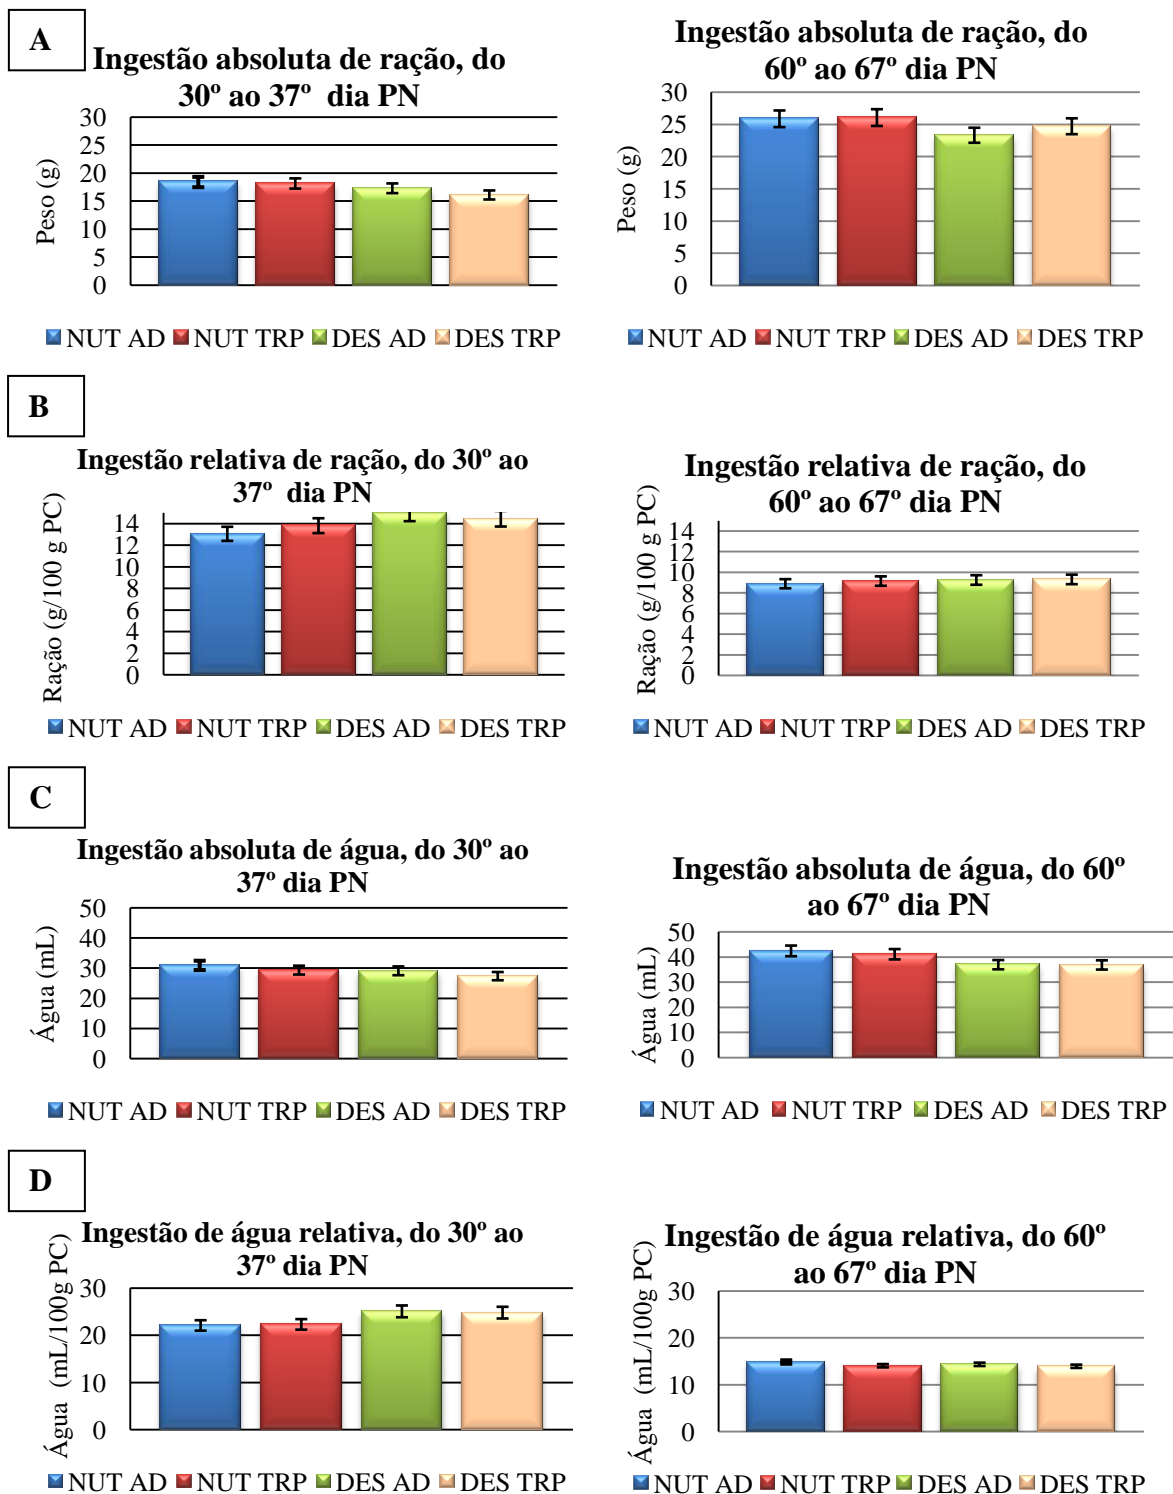 A
Ingestão absoluta de ração, do
30º ao 37º dia PN
Peso (g)
30
25
20
15
10
5
0
NUT AD NUT TRP DES AD DES TRP
Ingestão absoluta de ração, do
60º ao 67º dia PN
Peso (g)
30
25
20
15
10
5
0
NUT AD NUT TRP DES AD DES TRP
B
Ingestão relativa de ração, do 30º ao
37º dia PN
Ração (g/100 g PC)
14
12
10
8
6
4
2
0
NUT AD NUT TRP DES AD DES TRP
Ingestão relativa de ração, do
60º ao 67º dia PN
Ração (g/100 g PC)
14
12
10
8
6
4
2
0
NUT AD NUT TRP DES AD DES TRP
C
Ingestão absoluta de água, do 30º ao
37º dia PN
Água (mL)
50
40
30
20
10
0
NUT AD NUT TRP DES AD DES TRP
Ingestão absoluta de água, do 60º
ao 67º dia PN
Água (mL)
50
40
30
20
10
0
NUT AD NUT TRP DES AD DES TRP
D
Ingestão de água relativa, do 30º ao
37º dia PN
Água (mL/100g PC)
30
20
10
0
NUT AD NUT TRP DES AD DES TRP
Ingestão de água relativa, do 60º
ao 67º dia PN
Água (mL/100g PC)
30
20
10
0
NUT AD NUT TRP DES AD DES TRP